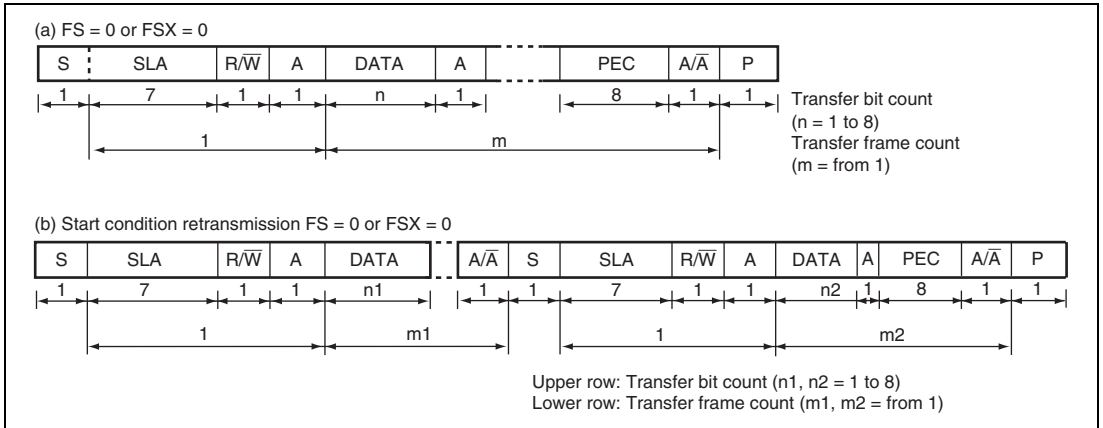 (a) FS = 0 or FSX = 0
S SLA R/W̅ A DATA A PEC A/A̅ P
1 7 1 1 n 1 8 1 1
1 m
Transfer bit count
(n = 1 to 8)
Transfer frame count
(m = from 1)
(b) Start condition retransmission FS = 0 or FSX = 0
S SLA R/W̅ A DATA A/A̅ S SLA R/W̅ A DATA A PEC A/A̅ P
1 7 1 1 n1 1 1 7 1 1 n2 1 8 1 1
1 m1 1 m2
Upper row: Transfer bit count (n1, n2 = 1 to 8)
Lower row: Transfer frame count (m1, m2 = from 1)